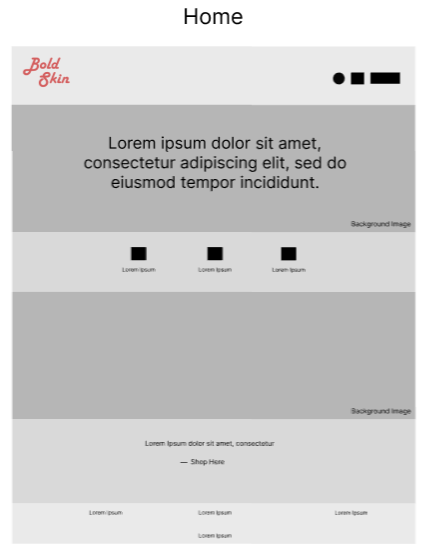 Home
Bold
Skin
Lorem ipsum dolor sit amet,
consectetur adipiscing elit, sed do
eiusmod tempor incididunt.
Background Image
Lorem Ipsum Lorem Ipsum Lorem Ipsum
Background Image
Lorem Ipsum dolor sit amet, consectetur
— Shop Here
Lorem Ipsum Lorem Ipsum Lorem Ipsum
Lorem Ipsum